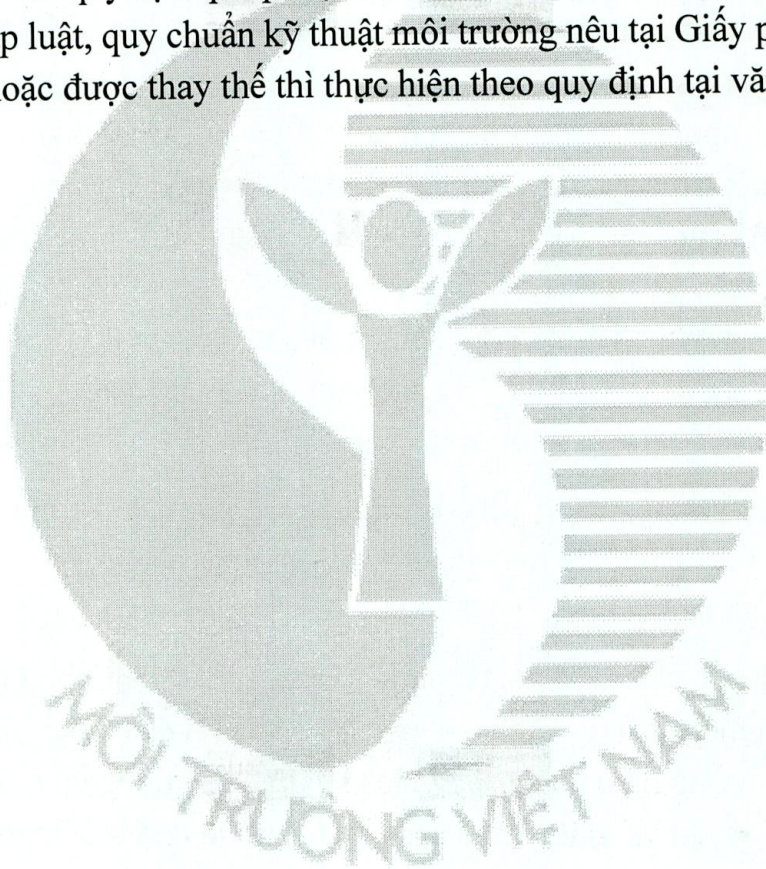 p luật, quy chuẩn kỹ thuật môi trường nêu tại Giấy p
oặc được thay thế thì thực hiện theo quy định tại vă
MÔI TRƯỜNG VIỆT NAM